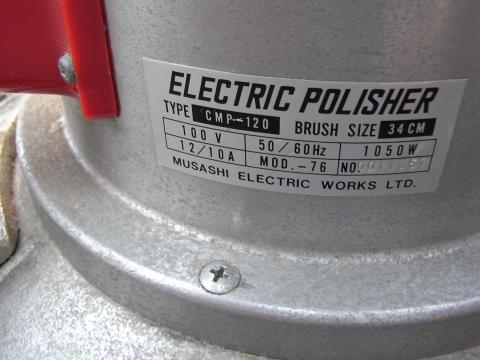 ELECTRIC POLISHER
TYPE CMP-120 BRUSH SIZE 34CM
100V 50/60Hz 1050W
12/10A MOD.-76 NO.
MUSASHI ELECTRIC WORKS LTD.